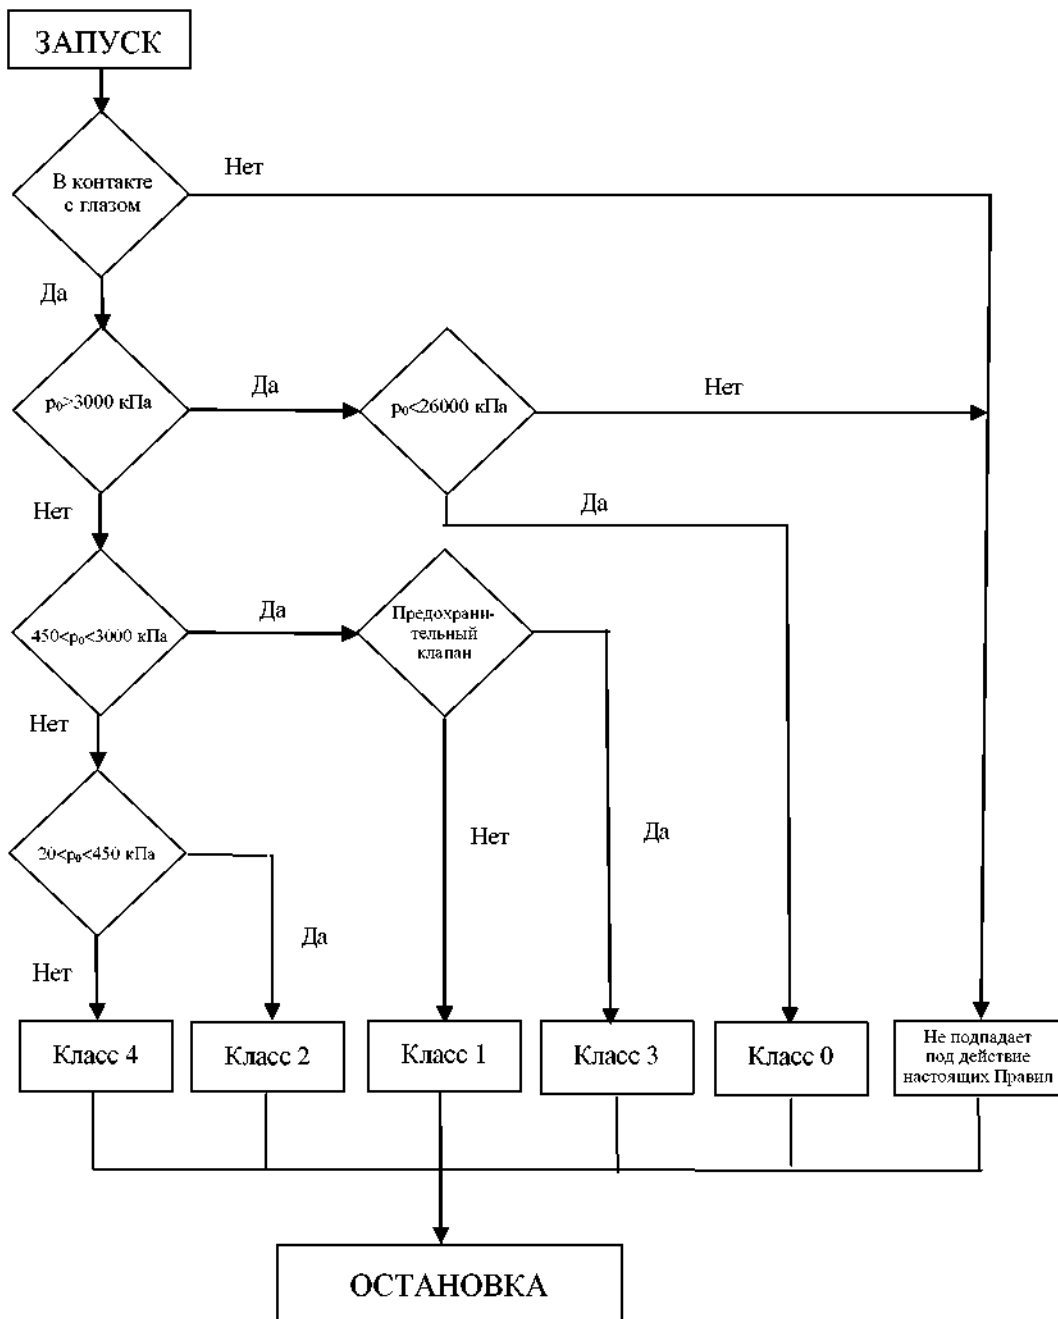 ЗАПУСК
Нет
В контакте
с глазом
Да
p₀>3000 кПа
Да
p₀<26000 кПа
Нет
Нет
Да
450<p₀<3000 кПа
Да
Предохрани-
тельный
клапан
Нет
20<p₀<450 кПа
Нет
Да
Да
Нет
Класс 4
Класс 2
Класс 1
Класс 3
Класс 0
Не подпадает
под действие
настоящих Правил
ОСТАНОВКА